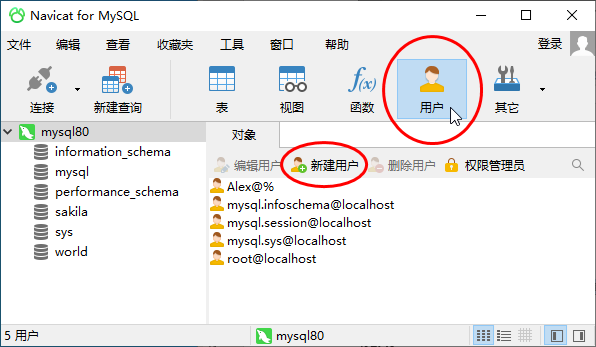 Navicat for MySQL
文件 编辑 查看 收藏夹 工具 窗口 帮助 登录
连接 新建查询 表 视图 f(x) 函数 用户 其它
mysql80
information_schema
mysql
performance_schema
sakila
sys
world
对象
编辑用户 新建用户 删除用户 权限管理员
Alex@%
mysql.infoschema@localhost
mysql.session@localhost
mysql.sys@localhost
root@localhost
5 用户 mysql80